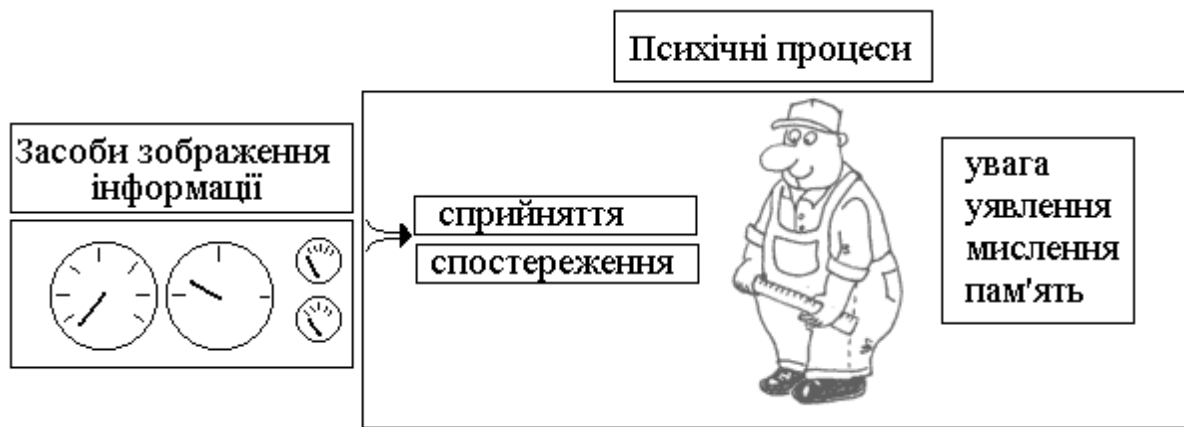 Психічні процеси
Засоби зображення
інформації
сприйняття
спостереження
увага
уявлення
мислення
пам'ять